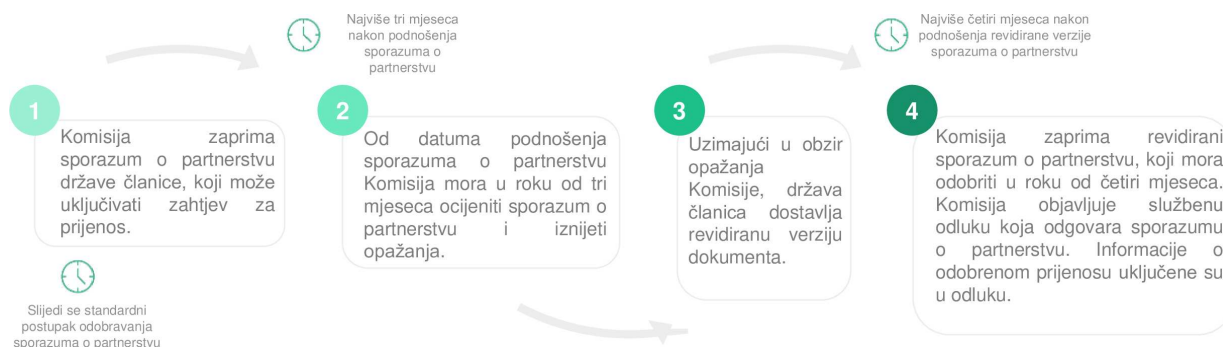 Najviše tri mjeseca
nakon podnošenja
sporazuma o
partnerstvu
Najviše četiri mjeseca nakon
podnošenja revidirane verzije
sporazuma o partnerstvu
1
Komisija zaprima
sporazum o partnerstvu
države članice, koji može
uključivati zahtjev za
prijenos.
Slijedi se standardni
postupak odobravanja
sporazuma o partnerstvu
2
Od datuma podnošenja
sporazuma o partnerstvu
Komisija mora u roku od tri
mjeseca ocijeniti sporazum o
partnerstvu i iznijeti
opažanja.
3
Uzimajući u obzir
opažanja
Komisije, država
članica dostavlja
revidiranu verziju
dokumenta.
4
Komisija zaprima revidirani
sporazum o partnerstvu, koji mora
odobriti u roku od četiri mjeseca.
Komisija objavljuje službenu
odluku koja odgovara sporazumu
o partnerstvu. Informacije o
odobrenom prijenosu uključene su
u odluku.